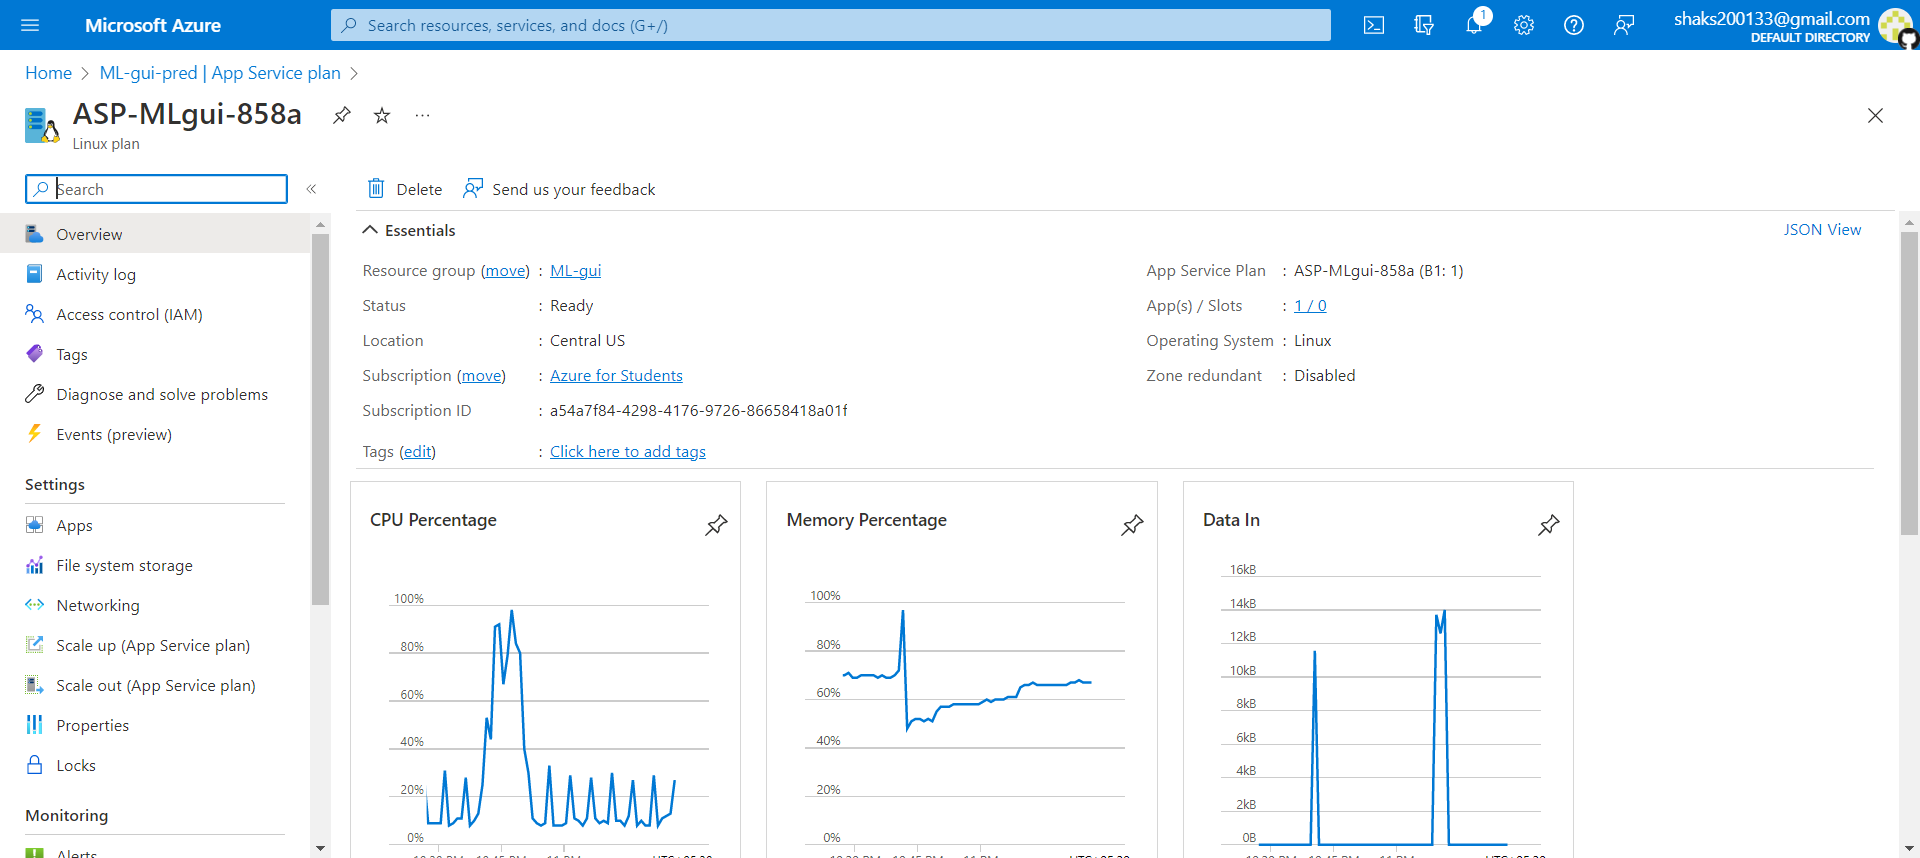 Microsoft Azure
Search resources, services, and docs (G+/)
1
shaks200133@gmail.com
DEFAULT DIRECTORY
Home
ML-gui-pred | App Service plan
ASP-MLgui-858a
Linux plan
Search
Overview
Activity log
Access control (IAM)
Tags
Diagnose and solve problems
Events (preview)
Settings
Apps
File system storage
Networking
Scale up (App Service plan)
Scale out (App Service plan)
Properties
Locks
Monitoring
Alerts
Delete
Send us your feedback
Essentials
JSON View
Resource group (move) : ML-gui
Status : Ready
Location : Central US
Subscription (move) : Azure for Students
Subscription ID : a54a7f84-4298-4176-9726-86658418a01f
Tags (edit) : Click here to add tags
App Service Plan : ASP-MLgui-858a (B1: 1)
App(s) / Slots : 1 / 0
Operating System : Linux
Zone redundant : Disabled
CPU Percentage
100%
80%
60%
40%
20%
0%
Memory Percentage
100%
80%
60%
40%
20%
0%
Data In
16kB
14kB
12kB
10kB
8kB
6kB
4kB
2kB
0B